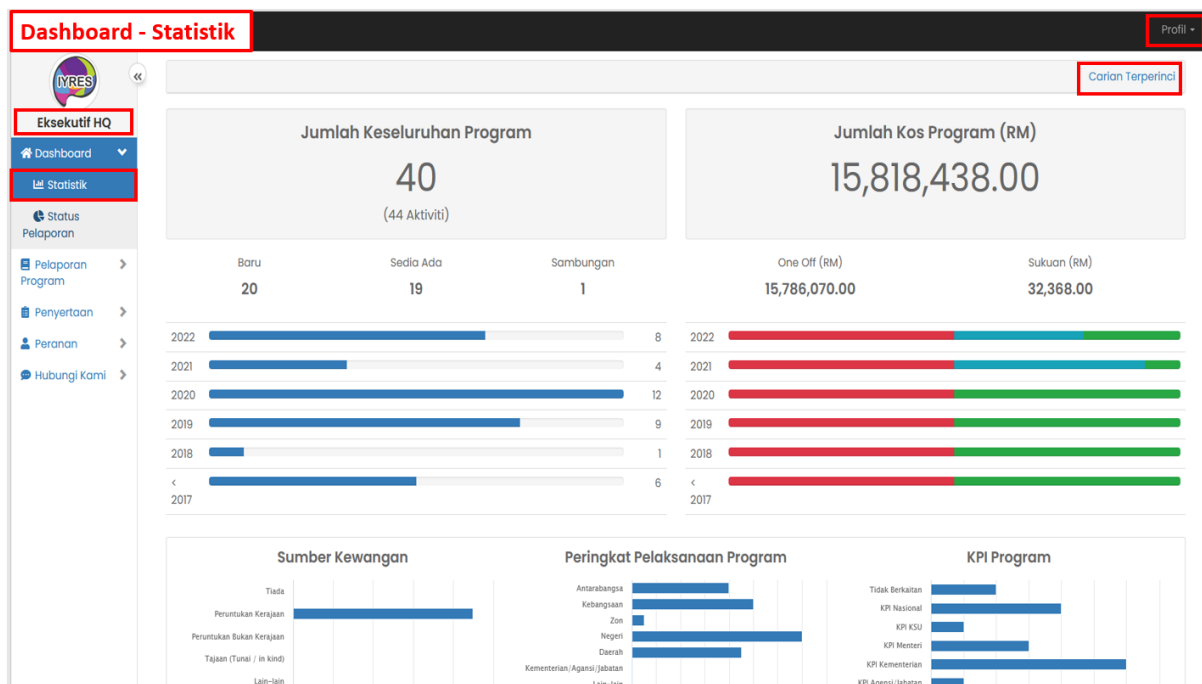 Dashboard - Statistik
Profil
IYRES
«
Carian Terperinci
Eksekutif HQ
Dashboard
Statistik
Status
Pelaporan
Pelaporan
Program
Penyertaan
Peranan
Hubungi Kami
Jumlah Keseluruhan Program
40
(44 Aktiviti)
Baru Sedia Ada Sambungan
20 19 1
2022 8
2021 4
2020 12
2019 9
2018 1
< 6
2017
Jumlah Kos Program (RM)
15,818,438.00
One Off (RM) Sukuan (RM)
15,786,070.00 32,368.00
2022
2021
2020
2019
2018
<
2017
Sumber Kewangan
Tiada
Peruntukan Kerajaan
Peruntukan Bukan Kerajaan
Tajaan (Tunai / in kind)
Lain-lain
Peringkat Pelaksanaan Program
Antarabangsa
Kebangsaan
Zon
Negeri
Daerah
Kementerian/Agansi/Jabatan
Lain-lain
KPI Program
Tidak Berkaitan
KPI Nasional
KPI KSU
KPI Menteri
KPI Kementerian
KPI Agensi/Jabatan